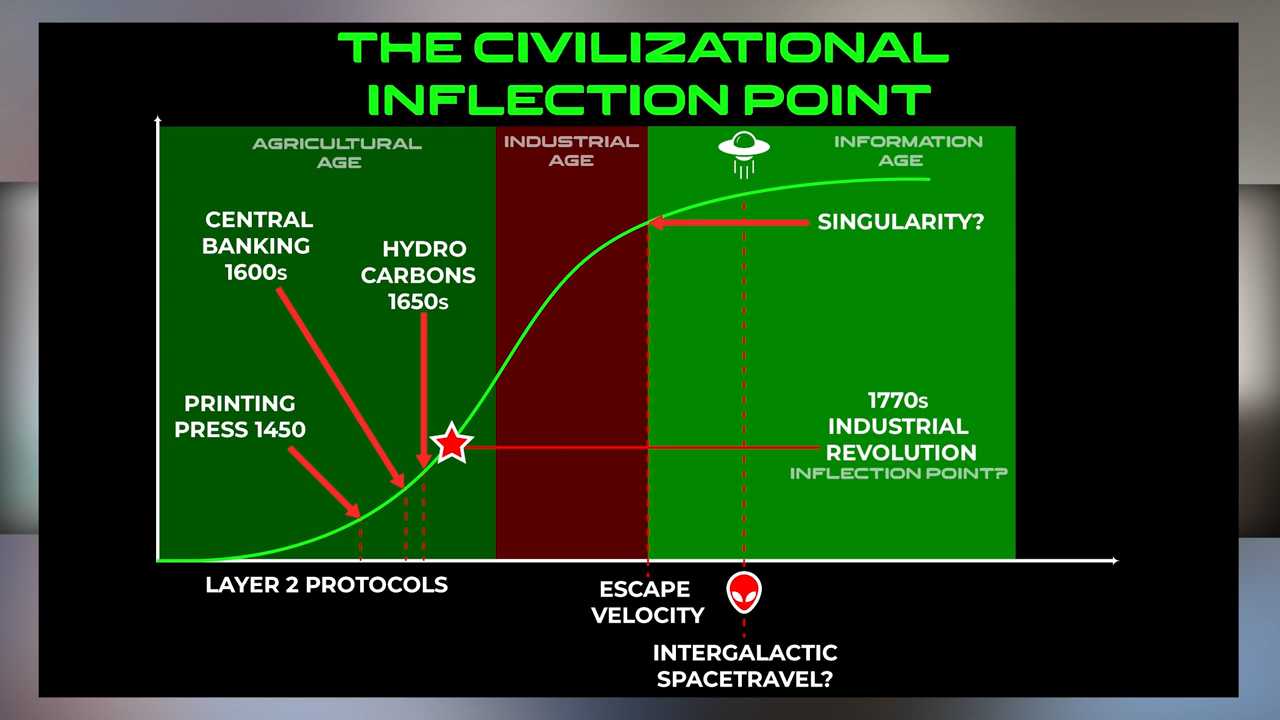 THE CIVILIZATIONAL
INFLECTION POINT
AGRICULTURAL
AGE
INDUSTRIAL
AGE
INFORMATION
AGE
CENTRAL
BANKING
1600s
HYDRO
CARBONS
1650s
SINGULARITY?
PRINTING
PRESS 1450
1770s
INDUSTRIAL
REVOLUTION
INFLECTION POINT?
LAYER 2 PROTOCOLS
ESCAPE
VELOCITY
INTERGALACTIC
SPACETRAVEL?